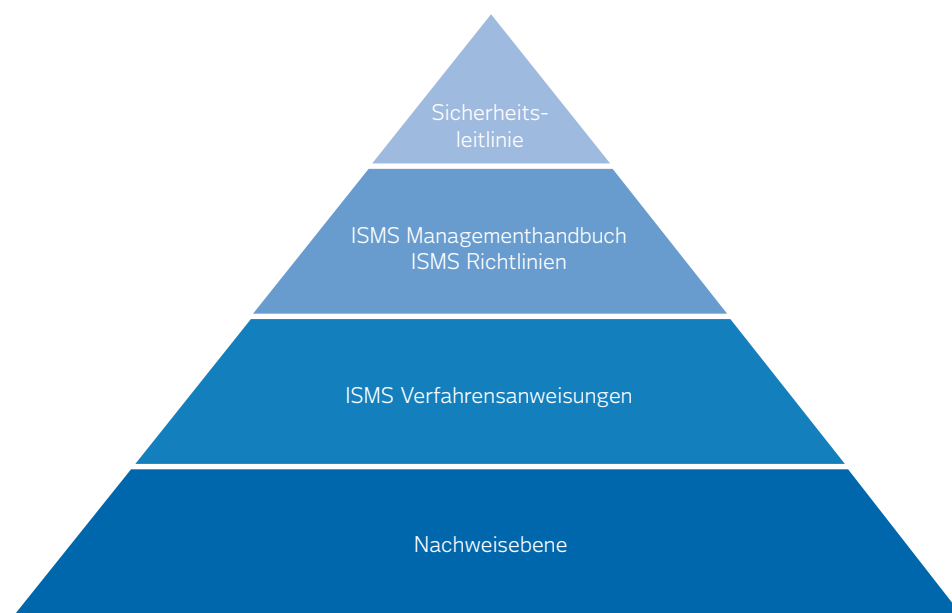 Sicherheits-
leitlinie
ISMS Managementhandbuch
ISMS Richtlinien
ISMS Verfahrensanweisungen
Nachweisebene